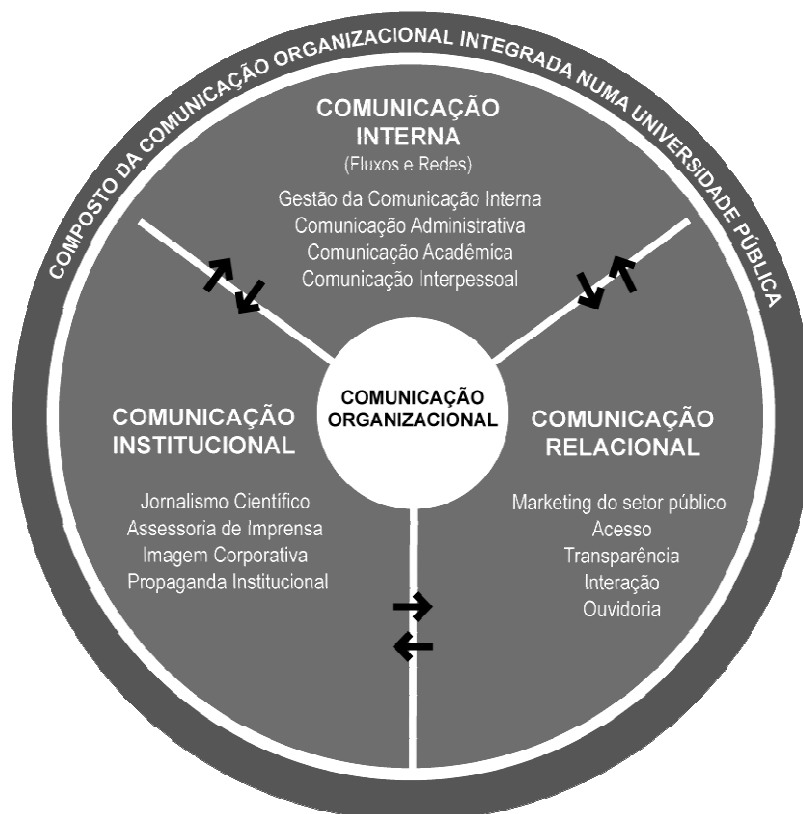 COMPOSTO DA COMUNICAÇÃO ORGANIZACIONAL INTEGRADA NUMA UNIVERSIDADE PÚBLICA
COMUNICAÇÃO
INTERNA
(Fluxos e Redes)
Gestão da Comunicação Interna
Comunicação Administrativa
Comunicação Acadêmica
Comunicação Interpessoal
COMUNICAÇÃO
ORGANIZACIONAL
COMUNICAÇÃO
INSTITUCIONAL
Jornalismo Científico
Assessoria de Imprensa
Imagem Corporativa
Propaganda Institucional
COMUNICAÇÃO
RELACIONAL
Marketing do setor público
Acesso
Transparência
Interação
Ouvidoria